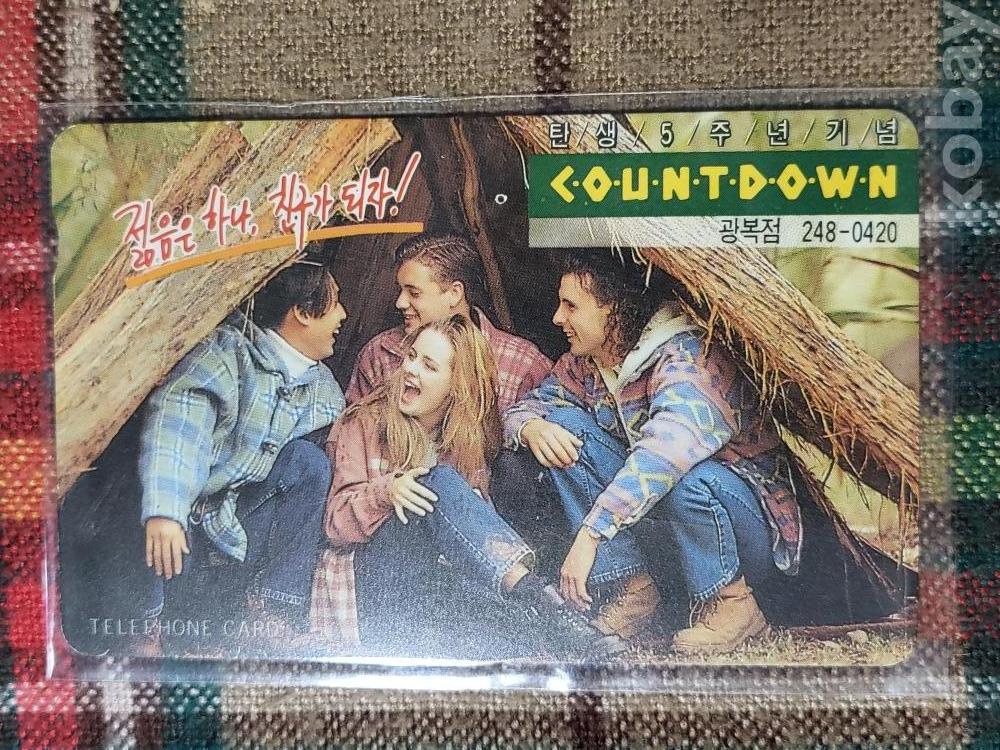 탄/생/5/주/년/기/념
C·O·U·N·T·D·O·W·N
광복점 248-0420
젊음은 하나, 친구가 되자!
TELEPHONE CARD
kobay